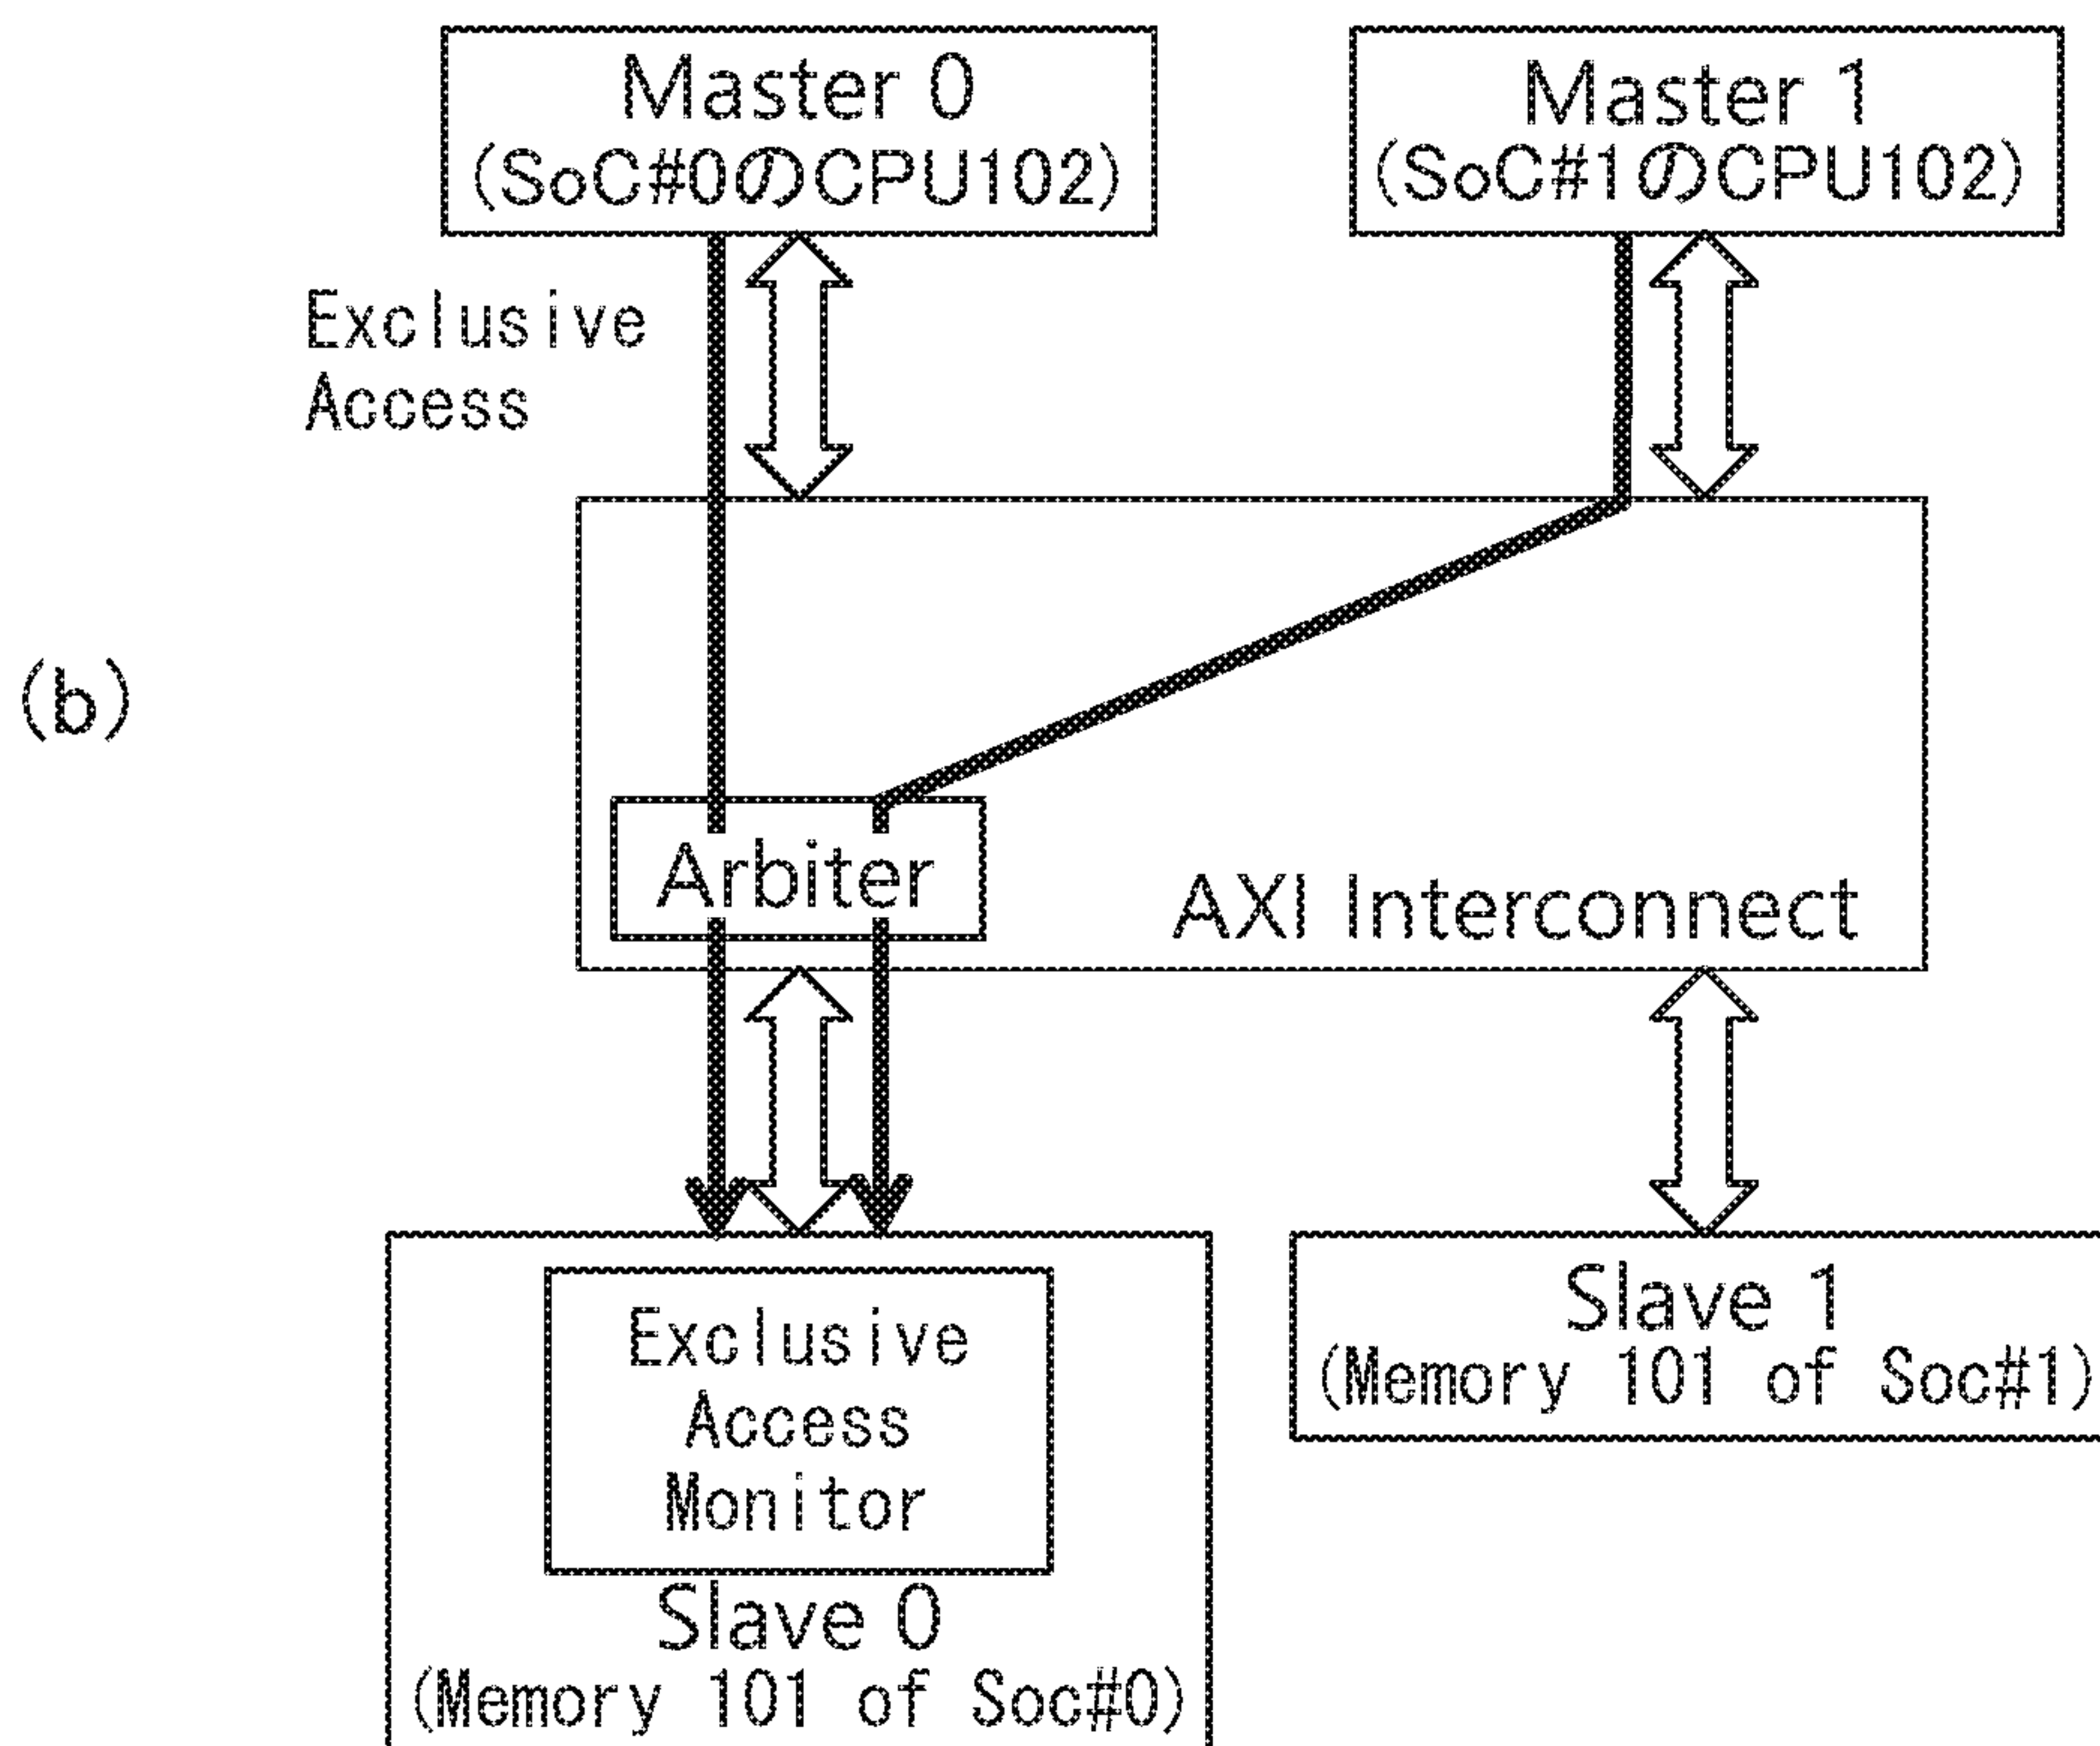 Master 0
(SoC#0のCPU102)
Master 1
(SoC#1のCPU102)
Exclusive
Access
(b)
Arbiter
AXI Interconnect
Exclusive
Access
Monitor
Slave 0
(Memory 101 of Soc#0)
Slave 1
(Memory 101 of Soc#1)